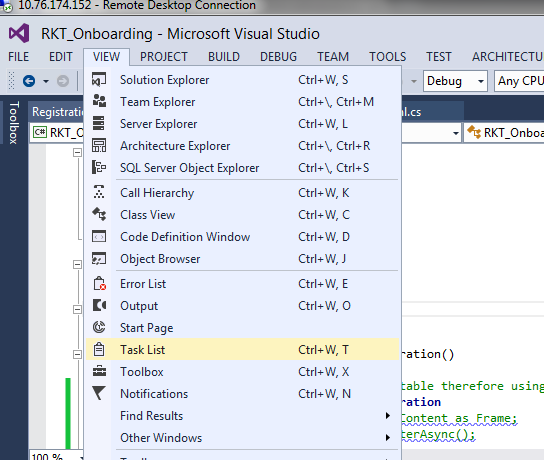 10.76.174.152 - Remote Desktop Connection
RKT_Onboarding - Microsoft Visual Studio
FILE EDIT VIEW PROJECT BUILD DEBUG TEAM TOOLS TEST ARCHITECTU
Debug Any CPU
Toolbox
Registration al.cs
C# RKT_O RKT_Onboa
Solution Explorer Ctrl+W, S
Team Explorer Ctrl+\, Ctrl+M
Server Explorer Ctrl+W, L
Architecture Explorer Ctrl+\, Ctrl+R
SQL Server Object Explorer Ctrl+\, Ctrl+S
Call Hierarchy Ctrl+W, K
Class View Ctrl+W, C
Code Definition Window Ctrl+W, D
Object Browser Ctrl+W, J
Error List Ctrl+W, E
Output Ctrl+W, O
Start Page
Task List Ctrl+W, T
ration()
Toolbox Ctrl+W, X
Notifications Ctrl+W, N
table therefore using
Find Results
ration
Content as Frame;
Other Windows
terAsync();
100 %